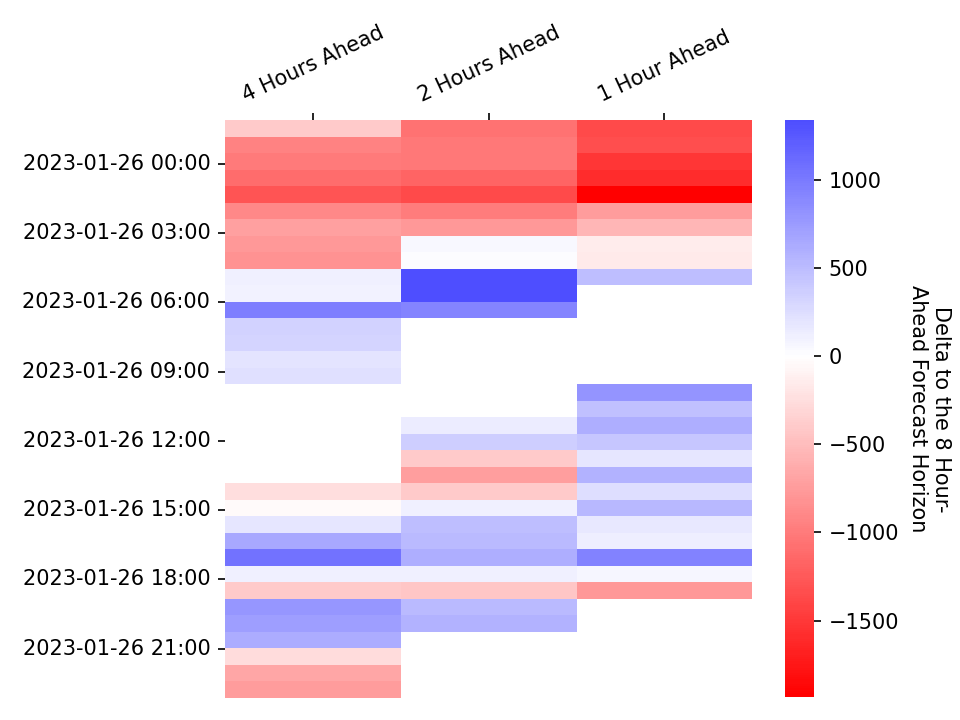 4 Hours Ahead
2 Hours Ahead
1 Hour Ahead
2023-01-26 00:00
2023-01-26 03:00
2023-01-26 06:00
2023-01-26 09:00
2023-01-26 12:00
2023-01-26 15:00
2023-01-26 18:00
2023-01-26 21:00
1000
500
0
−500
−1000
−1500
Delta to the 8 Hour-
Ahead Forecast Horizon